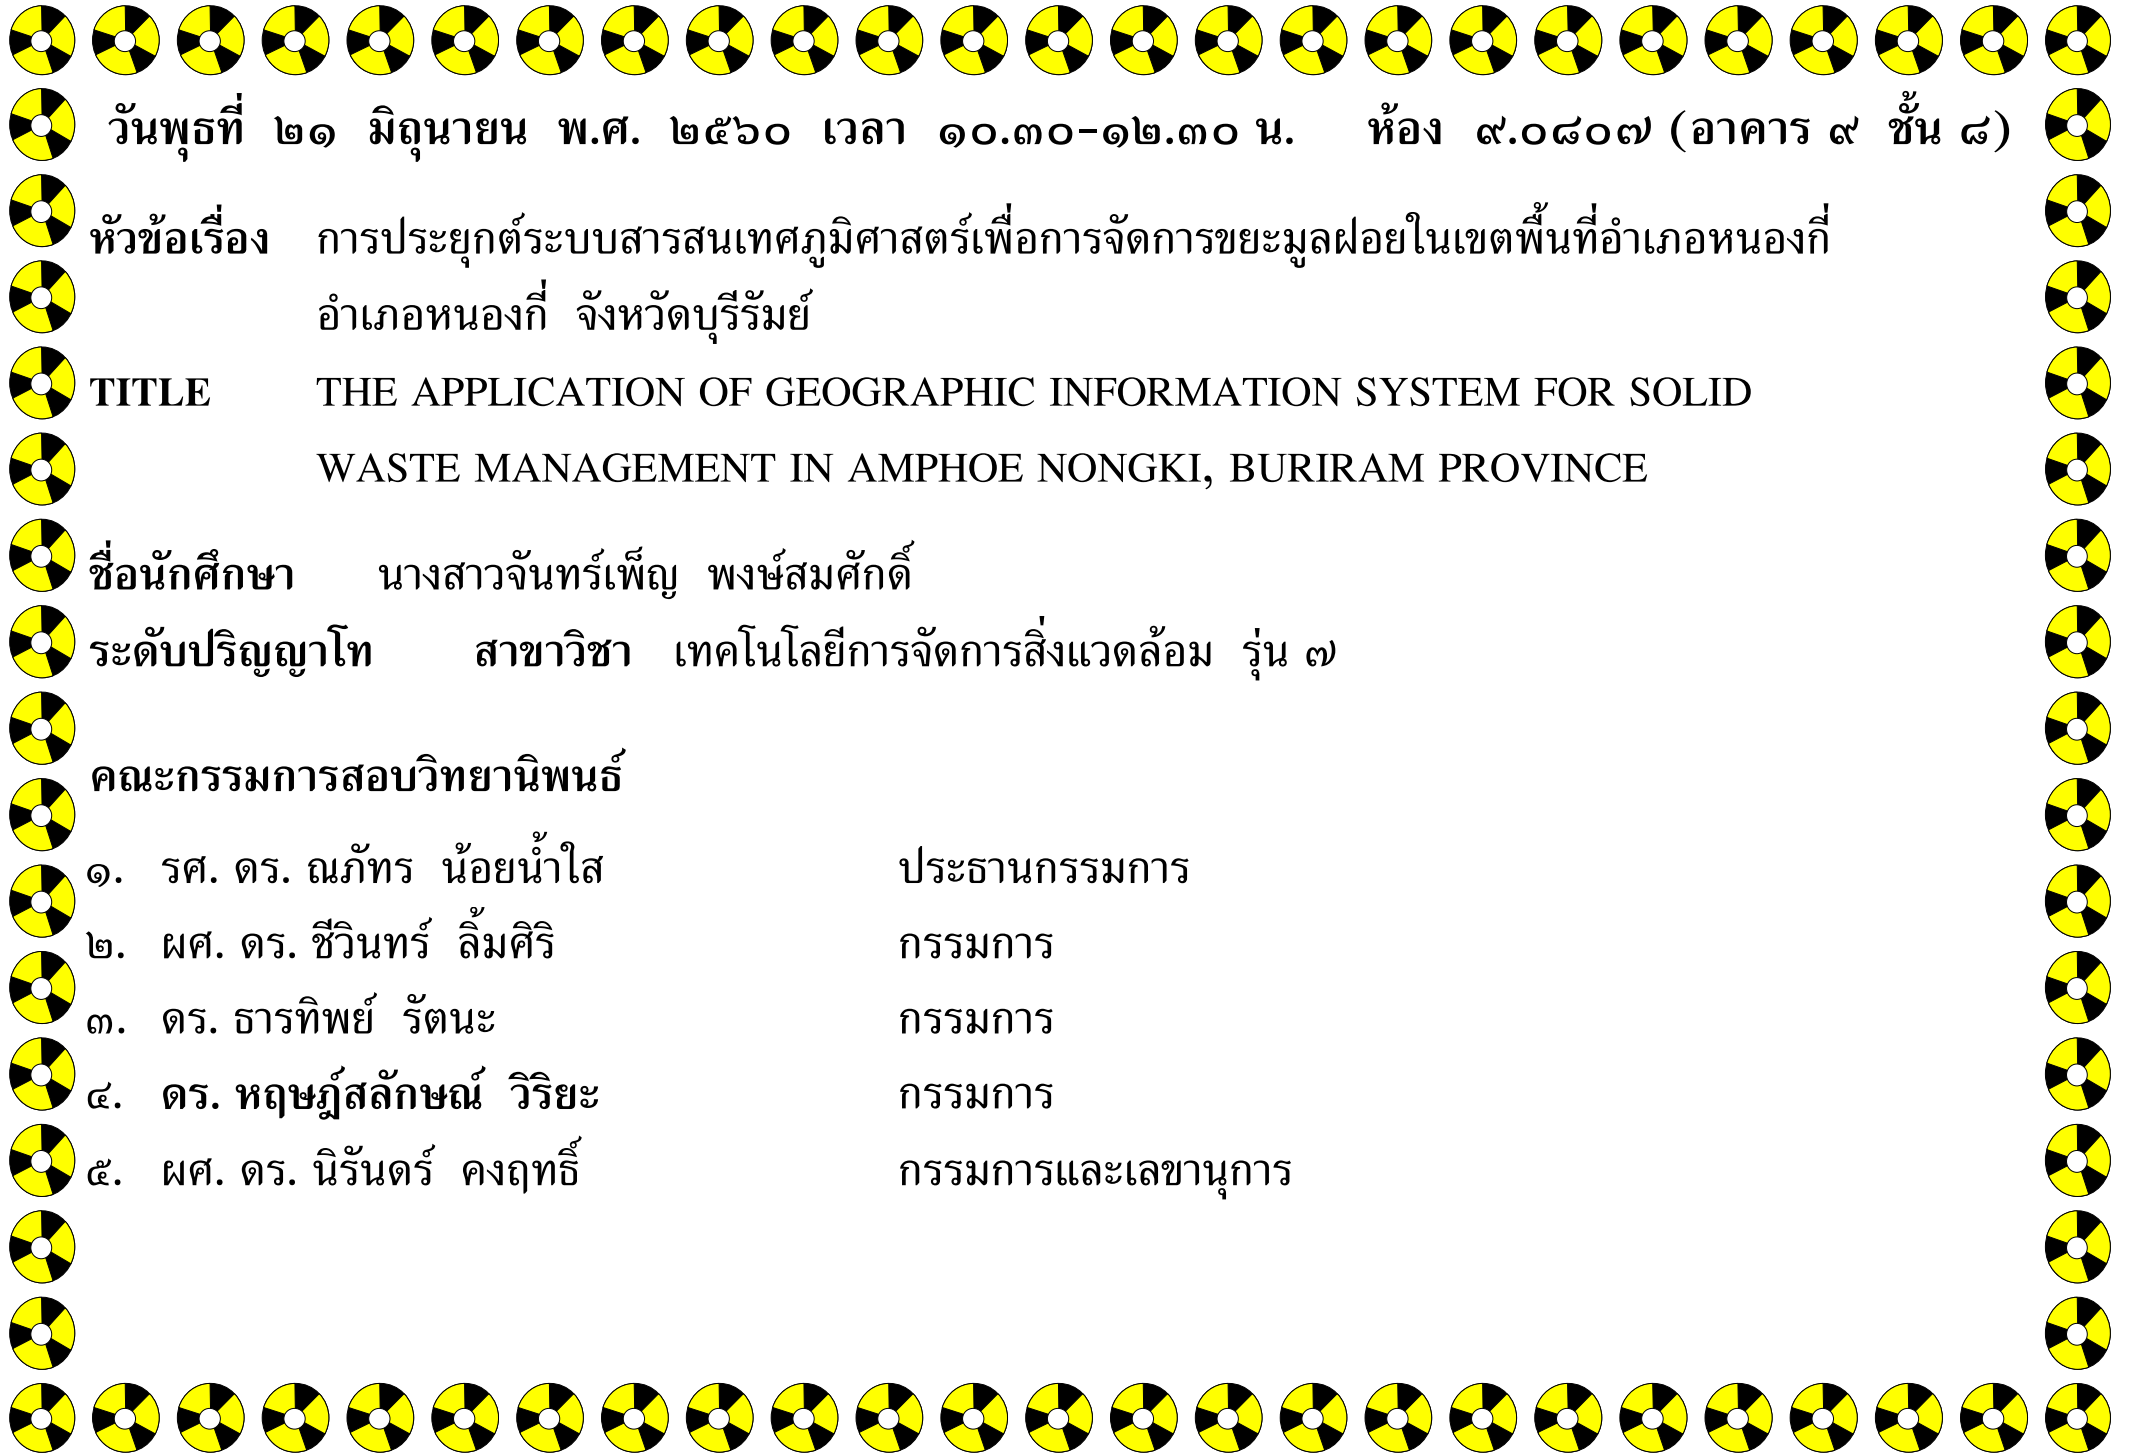 วันพุธที่ ๒๑ มิถุนายน พ.ศ. ๒๕๖๐ เวลา ๑๐.๓๐-๑๒.๓๐ น. ห้อง ๙.๐๘๐๗ (อาคาร ๙ ชั้น ๘)
หัวข้อเรื่อง การประยุกต์ระบบสารสนเทศภูมิศาสตร์เพื่อการจัดการขยะมูลฝอยในเขตพื้นที่อำเภอหนองกี่
อำเภอหนองกี่ จังหวัดบุรีรัมย์
TITLE THE APPLICATION OF GEOGRAPHIC INFORMATION SYSTEM FOR SOLID
WASTE MANAGEMENT IN AMPHOE NONGKI, BURIRAM PROVINCE
ชื่อนักศึกษา นางสาวจันทร์เพ็ญ พงษ์สมศักดิ์
ระดับปริญญาโท สาขาวิชา เทคโนโลยีการจัดการสิ่งแวดล้อม รุ่น ๗
คณะกรรมการสอบวิทยานิพนธ์
๑. รศ. ดร. ณภัทร น้อยน้ำใส ประธานกรรมการ
๒. ผศ. ดร. ชีวินทร์ ลิ้มศิริ กรรมการ
๓. ดร. ธารทิพย์ รัตนะ กรรมการ
๔. ดร. หฤษฎ์สลักษณ์ วิริยะ กรรมการ
๕. ผศ. ดร. นิรันดร์ คงฤทธิ์ กรรมการและเลขานุการ